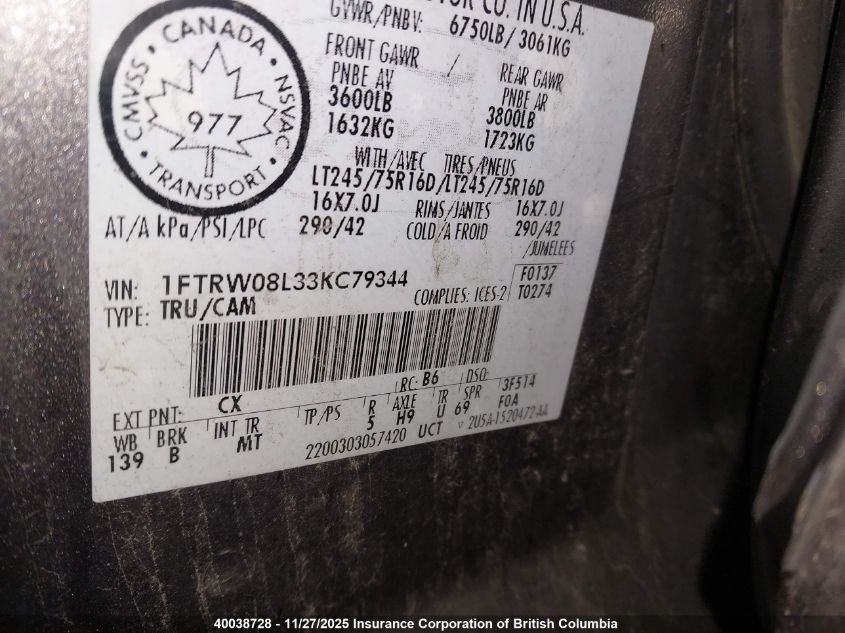 TOR CO. IN U.S.A.
GVWR/PNBV: 6750LB/ 3061KG
FRONT GAWR
PNBE AV
3600LB
1632KG
REAR GAWR
PNBE AR
3800LB
1723KG
WITH/AVEC TIRES/PNEUS
LT245/75R16D/LT245/75R16D
16X7.0J RIMS/JANTES 16X7.0J
AT/A kPa/PSI/LPC 290/42 COLD/A FROID 290/42
/JUMELEES
CANADA
CMVSS
NSVAC
977
TRANSPORT
VIN: 1FTRW08L33KC79344
F0137
TYPE: TRU/CAM COMPLIES: ICES-2 T0274
EXT PNT: CX RC: B6 DSO:
WB BRK INT TR TP/PS R AXLE TR SPR 3F514
139 B MT 5 H9 U 69 FOA
2200303057420 UCT ▿ 2U5A-1520472-AA
40038728 - 11/27/2025 Insurance Corporation of British Columbia